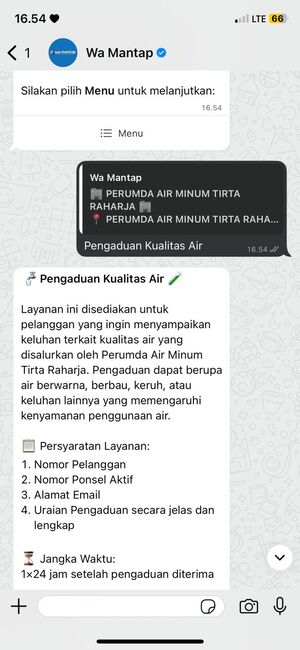 16.54
LTE 66
1
Wa Mantap
Silakan pilih Menu untuk melanjutkan:
16.54
Menu
Wa Mantap
🏢 PERUMDA AIR MINUM TIRTA
RAHARJA 🏢
📍 PERUMDA AIR MINUM TIRTA RAHA...
Pengaduan Kualitas Air
16.54
🚰 Pengaduan Kualitas Air 🧪
Layanan ini disediakan untuk
pelanggan yang ingin menyampaikan
keluhan terkait kualitas air yang
disalurkan oleh Perumda Air Minum
Tirta Raharja. Pengaduan dapat berupa
air berwarna, berbau, keruh, atau
keluhan lainnya yang memengaruhi
kenyamanan penggunaan air.
📋 Persyaratan Layanan:
1. Nomor Pelanggan
2. Nomor Ponsel Aktif
3. Alamat Email
4. Uraian Pengaduan secara jelas dan
lengkap
⏳ Jangka Waktu:
1×24 jam setelah pengaduan diterima